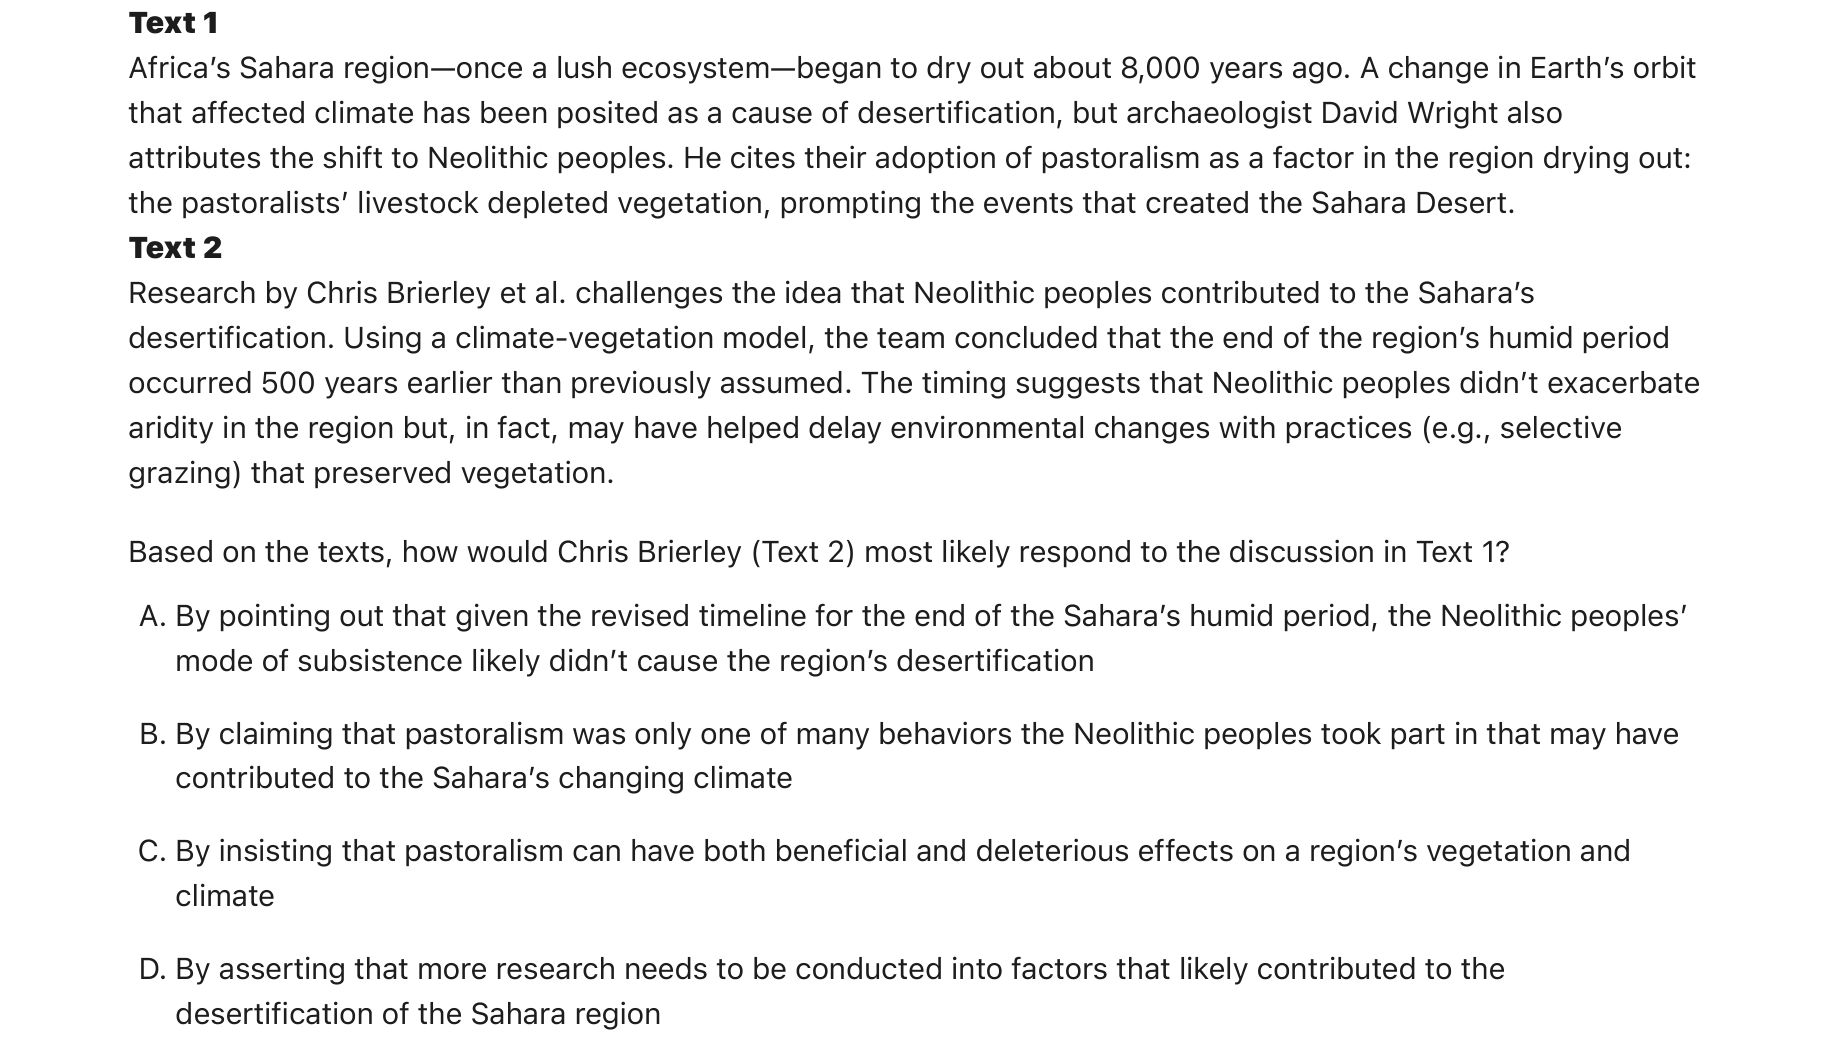 Text 1
Africa’s Sahara region—once a lush ecosystem—began to dry out about 8,000 years ago. A change in Earth’s orbit
that affected climate has been posited as a cause of desertification, but archaeologist David Wright also
attributes the shift to Neolithic peoples. He cites their adoption of pastoralism as a factor in the region drying out:
the pastoralists’ livestock depleted vegetation, prompting the events that created the Sahara Desert.
Text 2
Research by Chris Brierley et al. challenges the idea that Neolithic peoples contributed to the Sahara’s
desertification. Using a climate-vegetation model, the team concluded that the end of the region’s humid period
occurred 500 years earlier than previously assumed. The timing suggests that Neolithic peoples didn’t exacerbate
aridity in the region but, in fact, may have helped delay environmental changes with practices (e.g., selective
grazing) that preserved vegetation.
Based on the texts, how would Chris Brierley (Text 2) most likely respond to the discussion in Text 1?
A. By pointing out that given the revised timeline for the end of the Sahara’s humid period, the Neolithic peoples’
mode of subsistence likely didn’t cause the region’s desertification
B. By claiming that pastoralism was only one of many behaviors the Neolithic peoples took part in that may have
contributed to the Sahara’s changing climate
C. By insisting that pastoralism can have both beneficial and deleterious effects on a region’s vegetation and
climate
D. By asserting that more research needs to be conducted into factors that likely contributed to the
desertification of the Sahara region